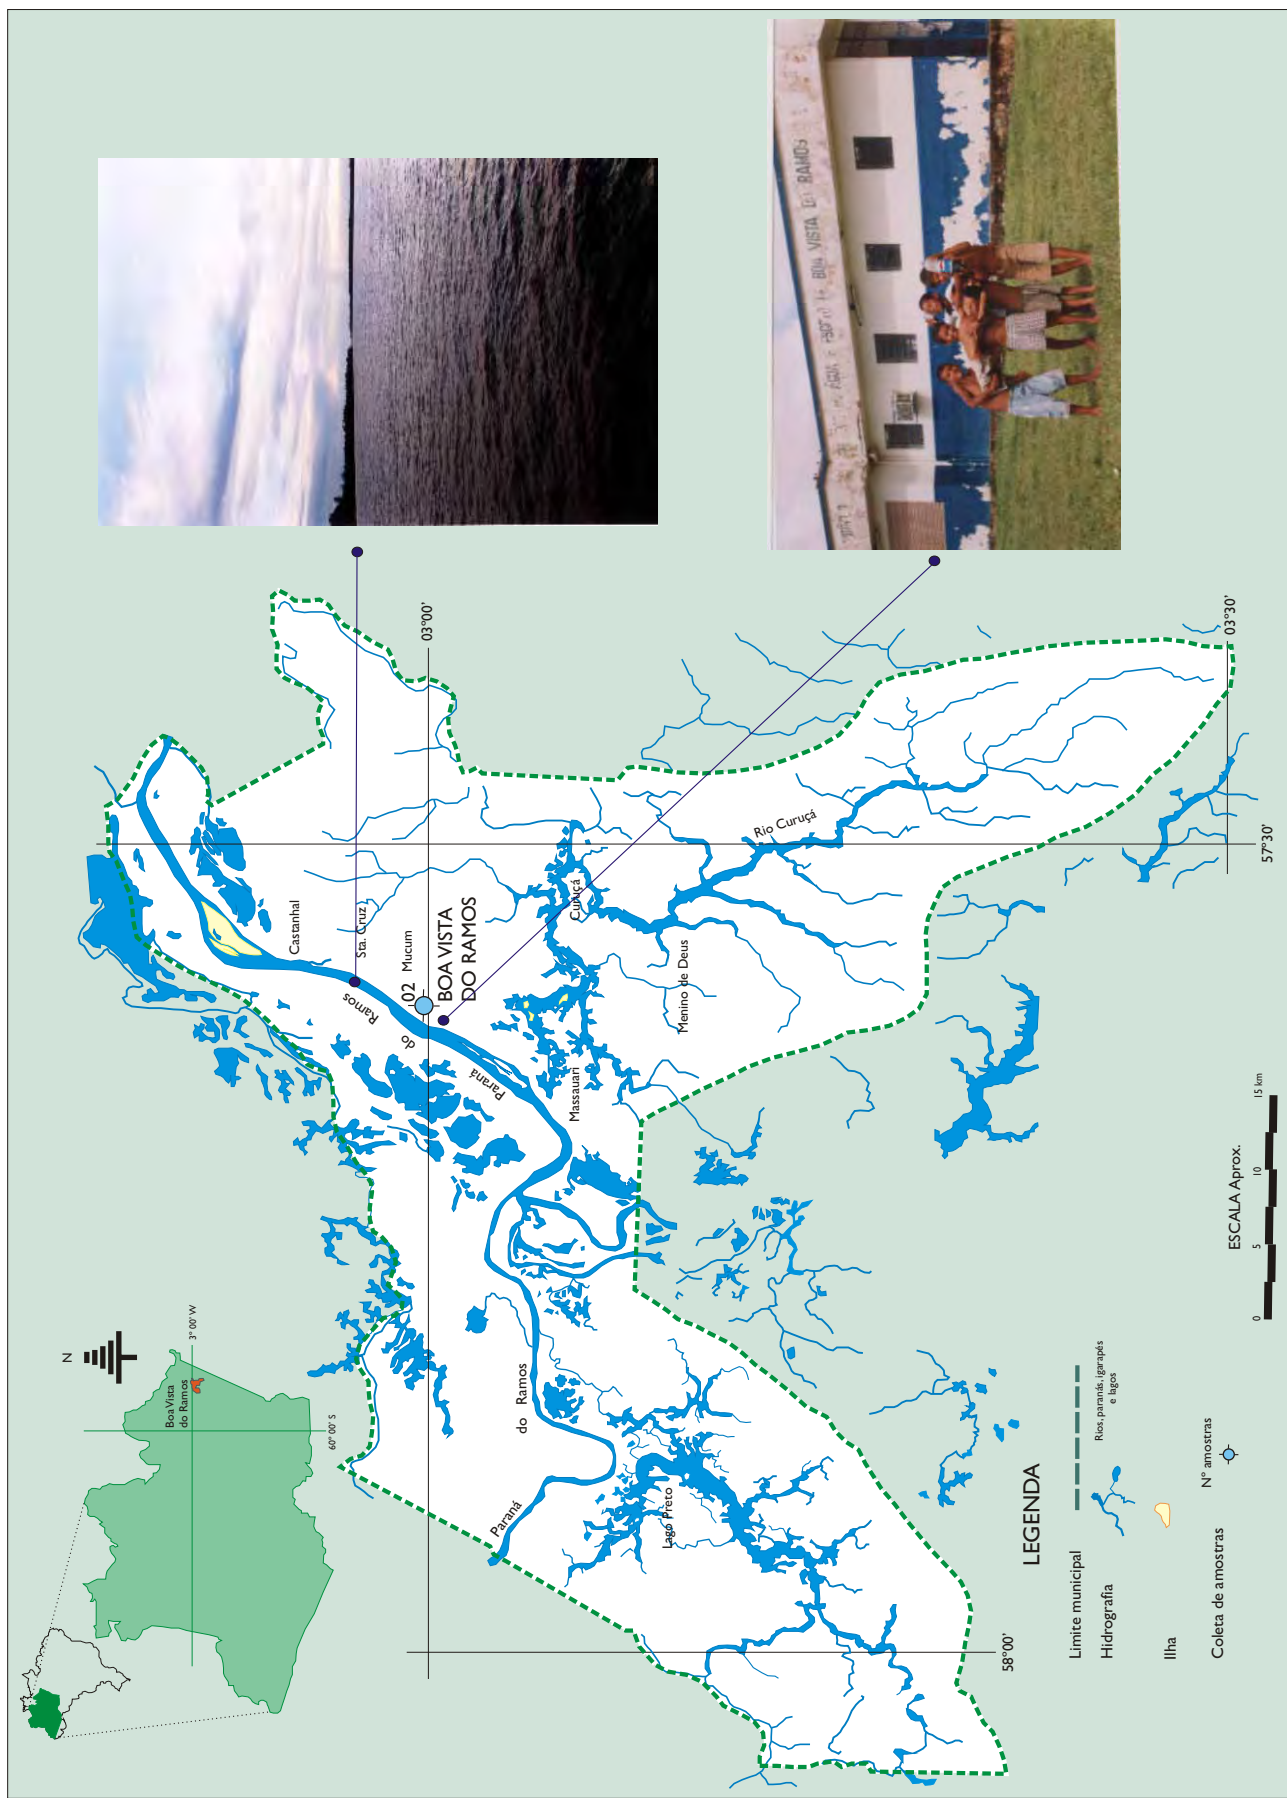 N
3° 00' W
Boa Vista
do Ramos
60° 00' S
Castanhal
Sta. Cruz
02 Mucum
BOA VISTA
DO RAMOS
Paraná do Ramos
03°00'
Massauari
Curuçá
Menino de Deus
Rio Curuçá
57°30'
03°30'
Paraná do Ramos
Lago Preto
58°00'
LEGENDA
Limite municipal
Hidrografia
Rios, paranás, igarapés
e lagos
Ilha
Coleta de amostras
N° amostras
ESCALA Aprox.
0 5 10 15 km
ÁGUA E ESGOTO DE BOA VISTA DO RAMOS